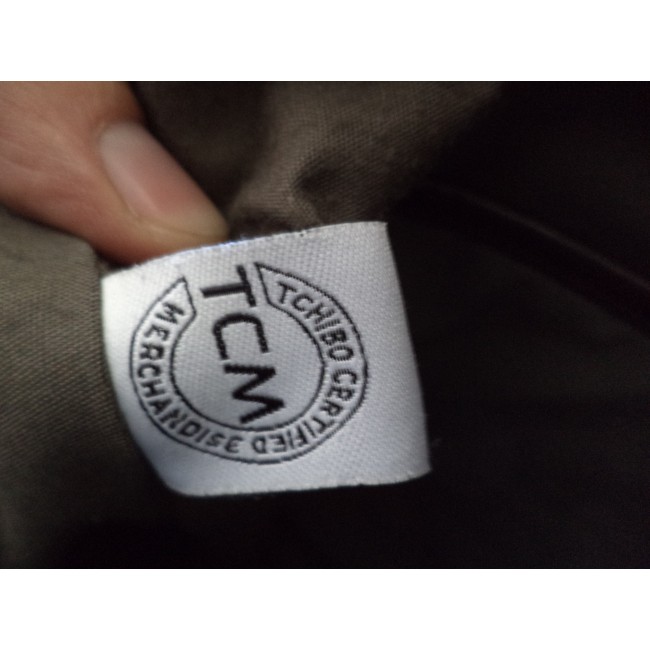 TCM
TCHIBO CERTIFIED MERCHANDISE